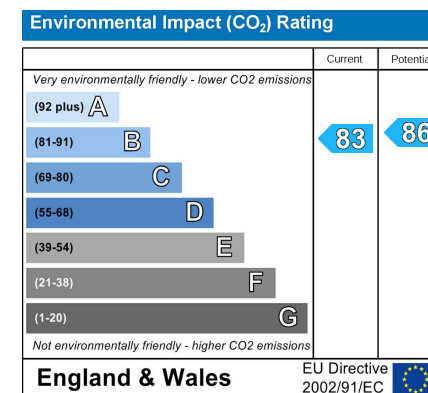 Environmental Impact (CO₂) Rating
Current Potentia
Very environmentally friendly - lower CO2 emissions
(92 plus) A
(81-91) B 83 86
(69-80) C
(55-68) D
(39-54) E
(21-38) F
(1-20) G
Not environmentally friendly - higher CO2 emissions
England & Wales
EU Directive
2002/91/EC